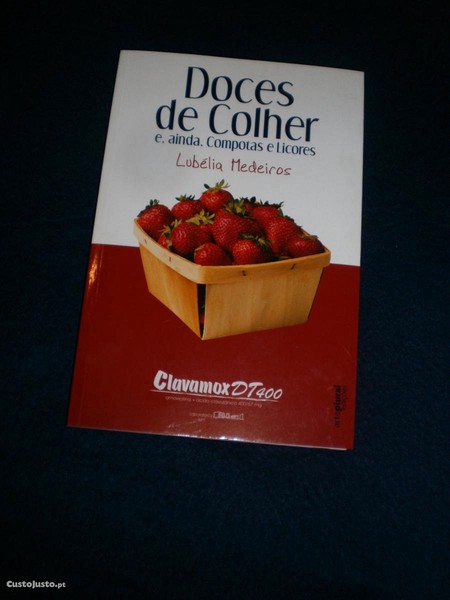 Doces
de Colher
e, ainda, Compotas e Licores
Lubélia Medeiros
Clavamox DT400
CustoJusto.pt